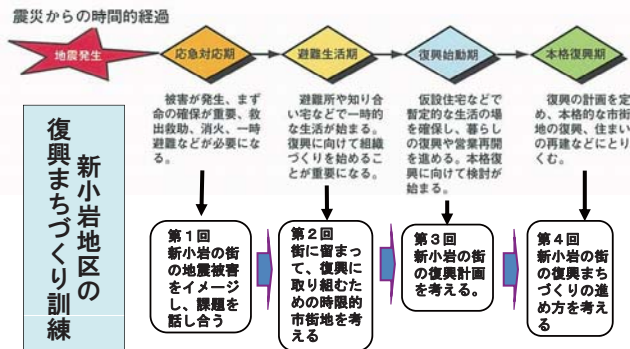 震災からの時間的経過
地震発生
応急対応期
避難生活期
復興始動期
本格復興期
被害が発生、まず
命の確保が重要、救
出救助、消火、一時
避難などが必要にな
る。
避難所や知り合
い宅などで一時的
な生活が始まる。
復興に向けて組織
づくりを始めるこ
とが重要になる。
仮設住宅などで
暫定的な生活の場
を確保し、暮らし
の復興や営業再開
を進める。本格復
興に向けて検討が
始まる。
復興の計画を定
め、本格的な市街
地の復興、住まい
の再建などにとり
くむ。
新小岩地区の
復興まちづくり訓練
第1回
新小岩の街
の地震被害
をイメージ
し、課題を
話し合う
第2回
街に留まっ
て、復興に
取り組むた
めの時限的
市街地を考
える
第3回
新小岩の街
の復興計画
を考える。
第4回
新小岩の街
の復興まち
づくりの進
め方を考え
る